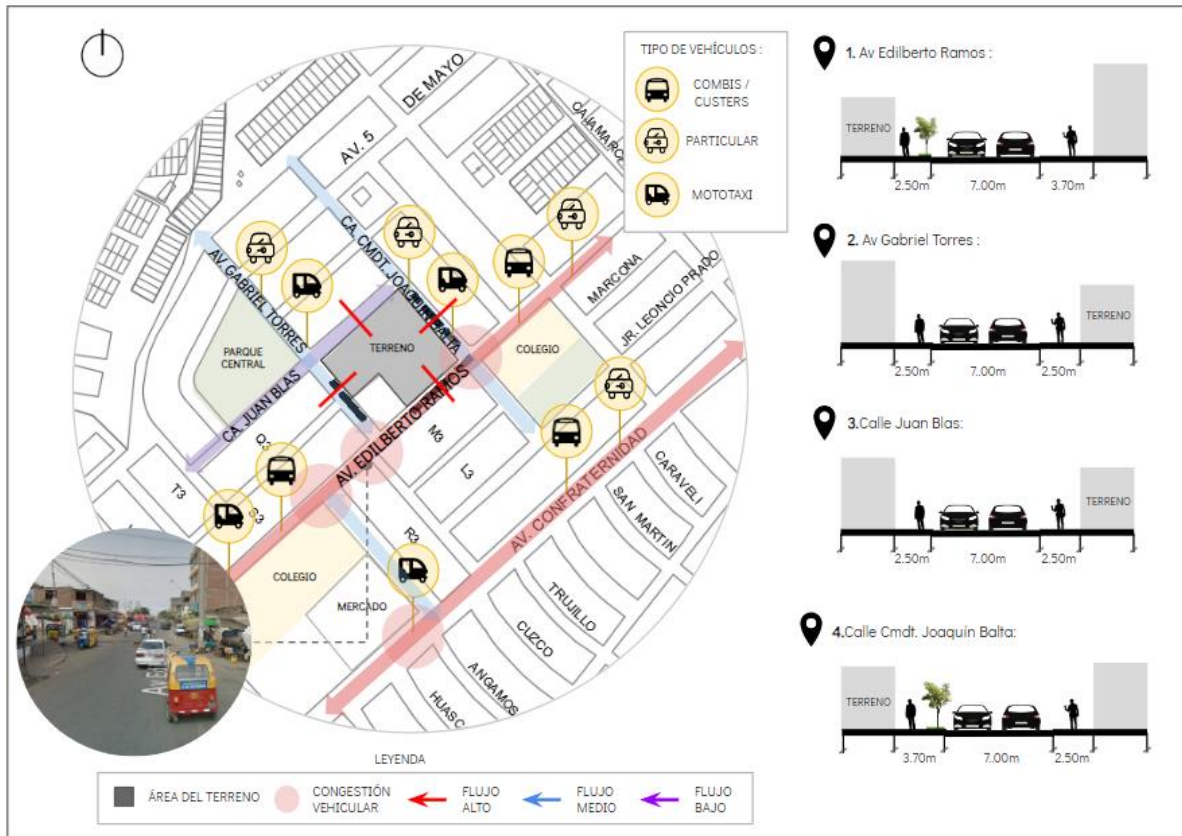 DE MAYO
AV. 5
CAJAMARCA
CA. CMDT. JOAQUIN BALTA
AV. GABRIEL TORRES
MARCONA
JR. LEONCIO PRADO
PARQUE
CENTRAL
TERRENO
COLEGIO
CA. JUAN BLAS
AV. EDILBERTO RAMOS
M3
L3
Q3
T3
S3
R3
AV. CONFRATERNIDAD
CARAVELI
SAN MARTIN
TRUJILLO
CUZCO
ANGAMOS
HUASC
COLEGIO
MERCADO
TIPO DE VEHÍCULOS :
COMBIS /
CUSTERS
PARTICULAR
MOTOTAXI
1. Av Edilberto Ramos :
TERRENO
2.50m 7.00m 3.70m
2. Av Gabriel Torres :
TERRENO
2.50m 7.00m 2.50m
3.Calle Juan Blas:
TERRENO
2.50m 7.00m 2.50m
4.Calle Cmdt. Joaquín Balta:
TERRENO
3.70m 7.00m 2.50m
LEYENDA
ÁREA DEL TERRENO
CONGESTIÓN
VEHICULAR
FLUJO
ALTO
FLUJO
MEDIO
FLUJO
BAJO